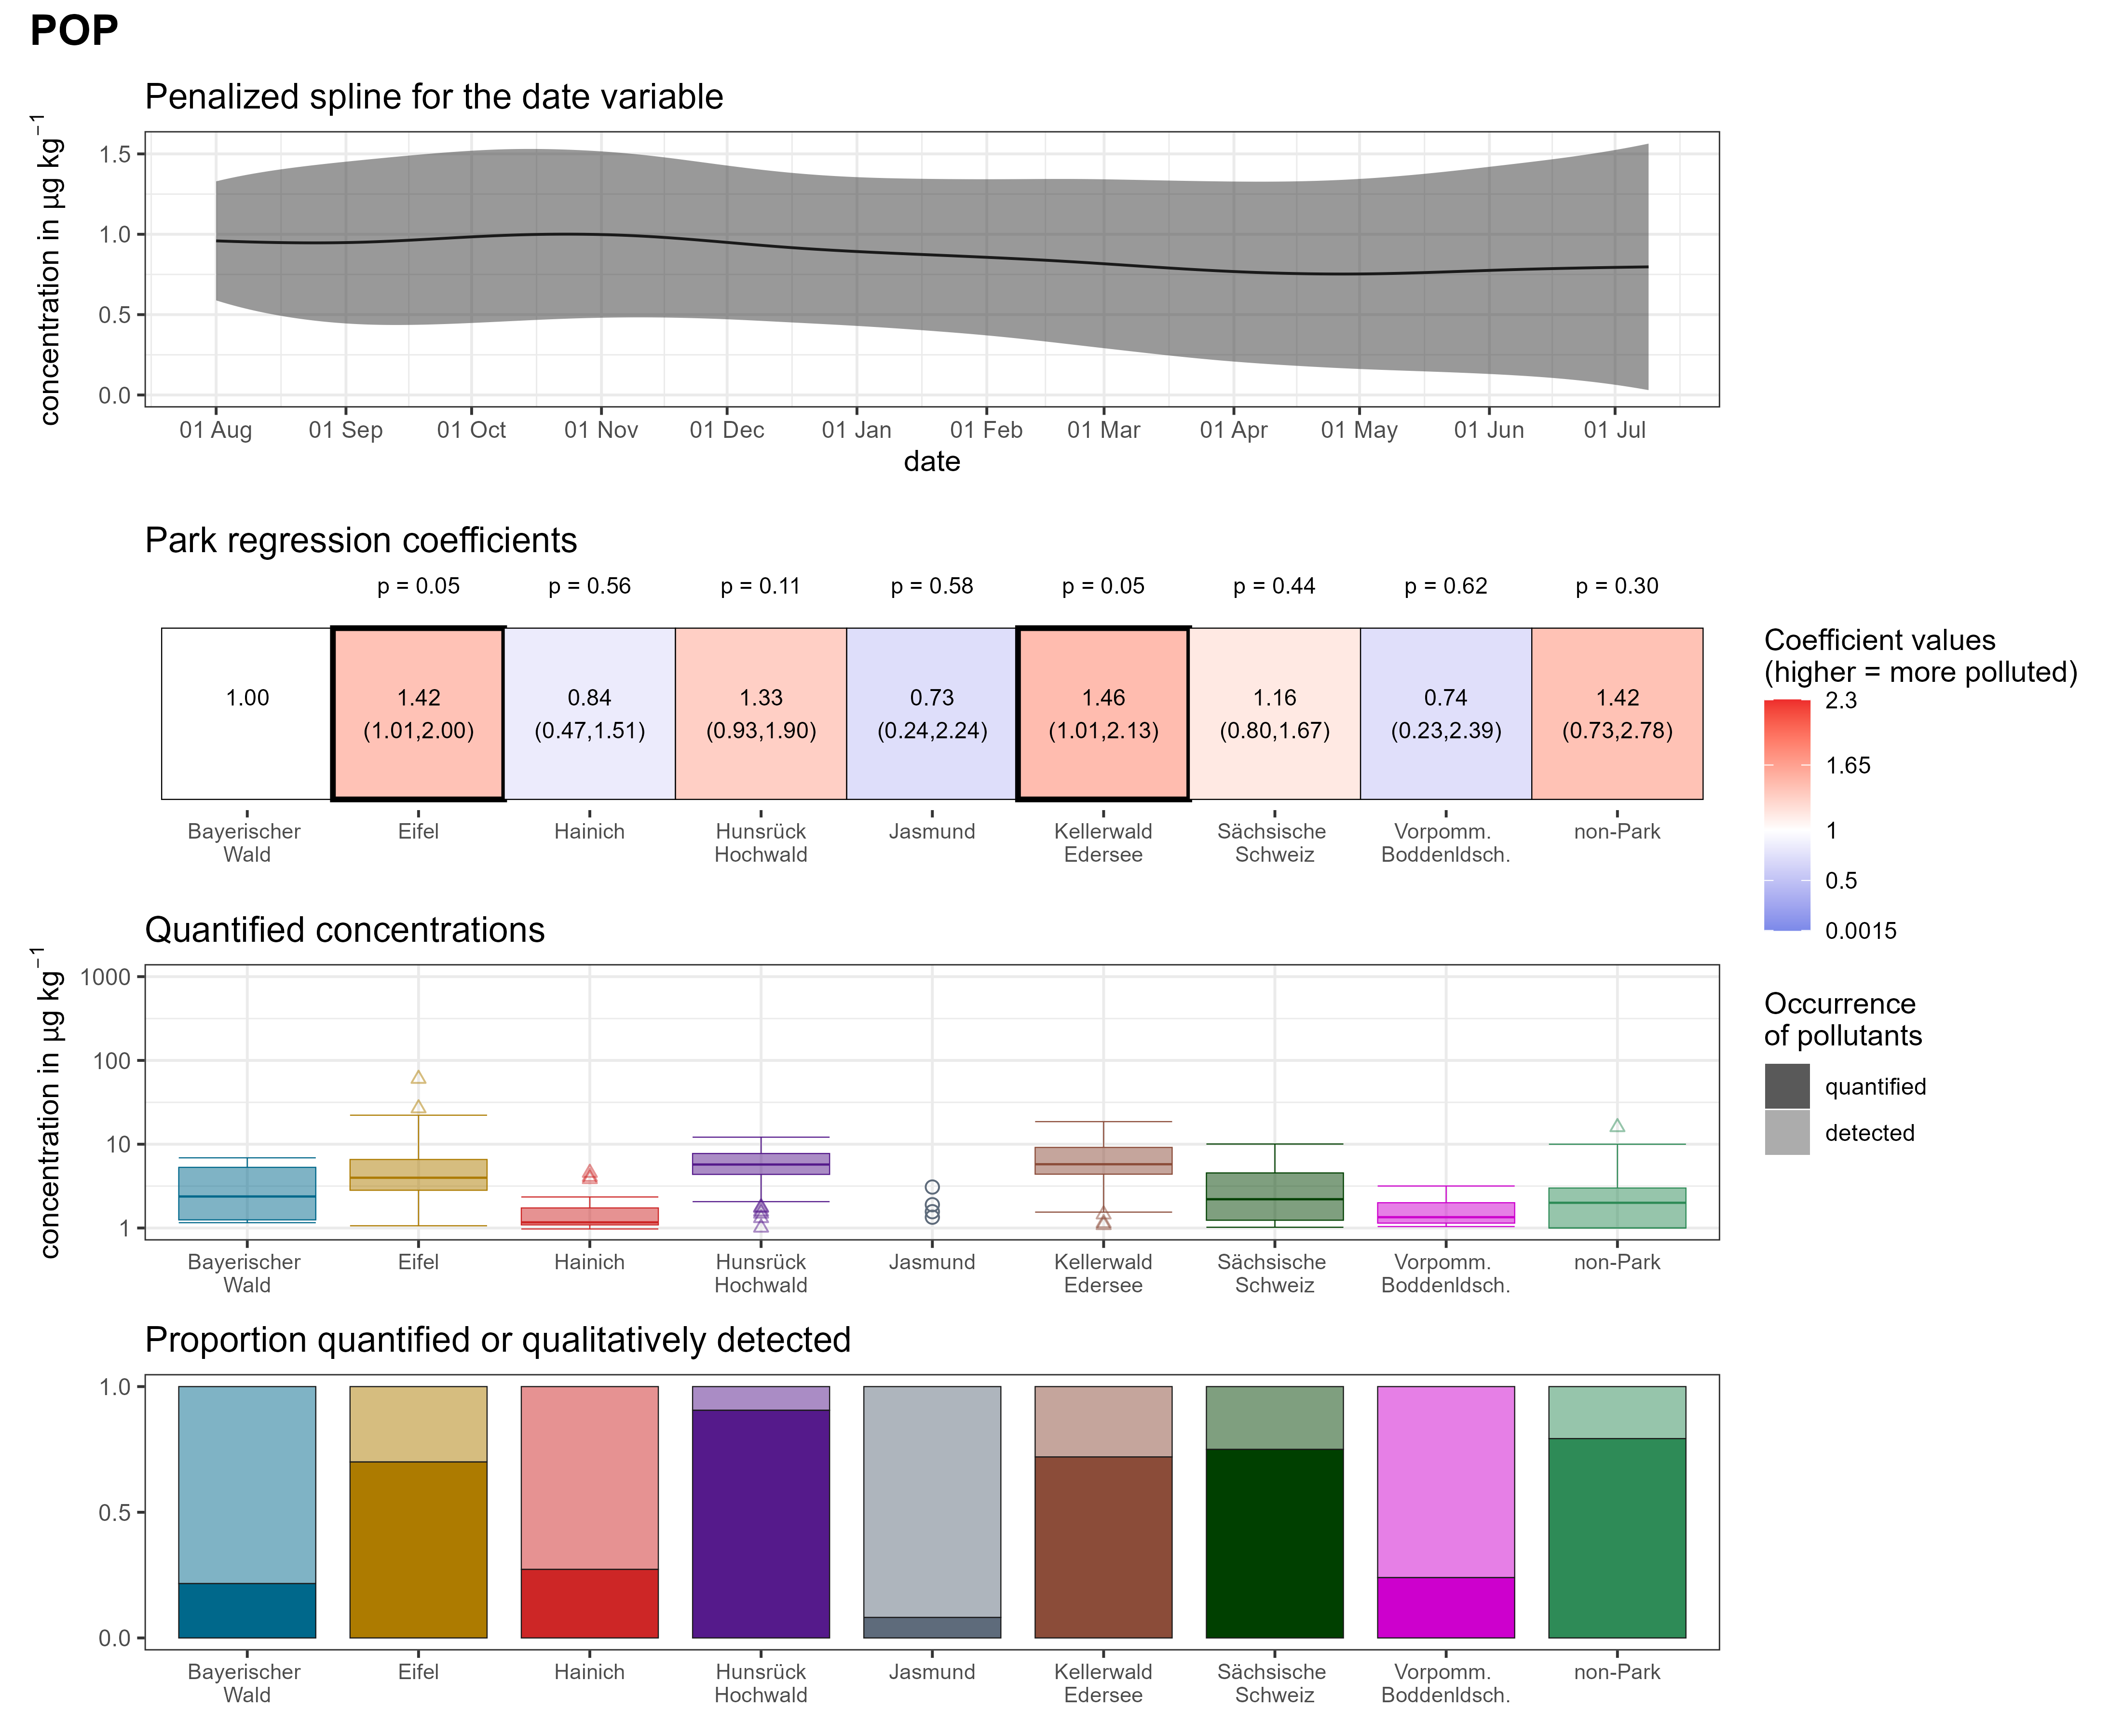 POP
Penalized spline for the date variable
concentration in µg kg⁻¹
1.5
1.0
0.5
0.0
01 Aug 01 Sep 01 Oct 01 Nov 01 Dec 01 Jan 01 Feb 01 Mar 01 Apr 01 May 01 Jun 01 Jul
date
Park regression coefficients
p = 0.05 p = 0.56 p = 0.11 p = 0.58 p = 0.05 p = 0.44 p = 0.62 p = 0.30
1.00 1.42 0.84 1.33 0.73 1.46 1.16 0.74 1.42
(1.01,2.00) (0.47,1.51) (0.93,1.90) (0.24,2.24) (1.01,2.13) (0.80,1.67) (0.23,2.39) (0.73,2.78)
Bayerischer Eifel Hainich Hunsrück Jasmund Kellerwald Sächsische Vorpomm. non-Park
Wald Hochwald Edersee Schweiz Boddenldsch.
Coefficient values
(higher = more polluted)
2.3
1.65
1
0.5
0.0015
Quantified concentrations
concentration in µg kg⁻¹
1000
100
10
1
Bayerischer Eifel Hainich Hunsrück Jasmund Kellerwald Sächsische Vorpomm. non-Park
Wald Hochwald Edersee Schweiz Boddenldsch.
Occurrence
of pollutants
quantified
detected
Proportion quantified or qualitatively detected
1.0
0.5
0.0
Bayerischer Eifel Hainich Hunsrück Jasmund Kellerwald Sächsische Vorpomm. non-Park
Wald Hochwald Edersee Schweiz Boddenldsch.